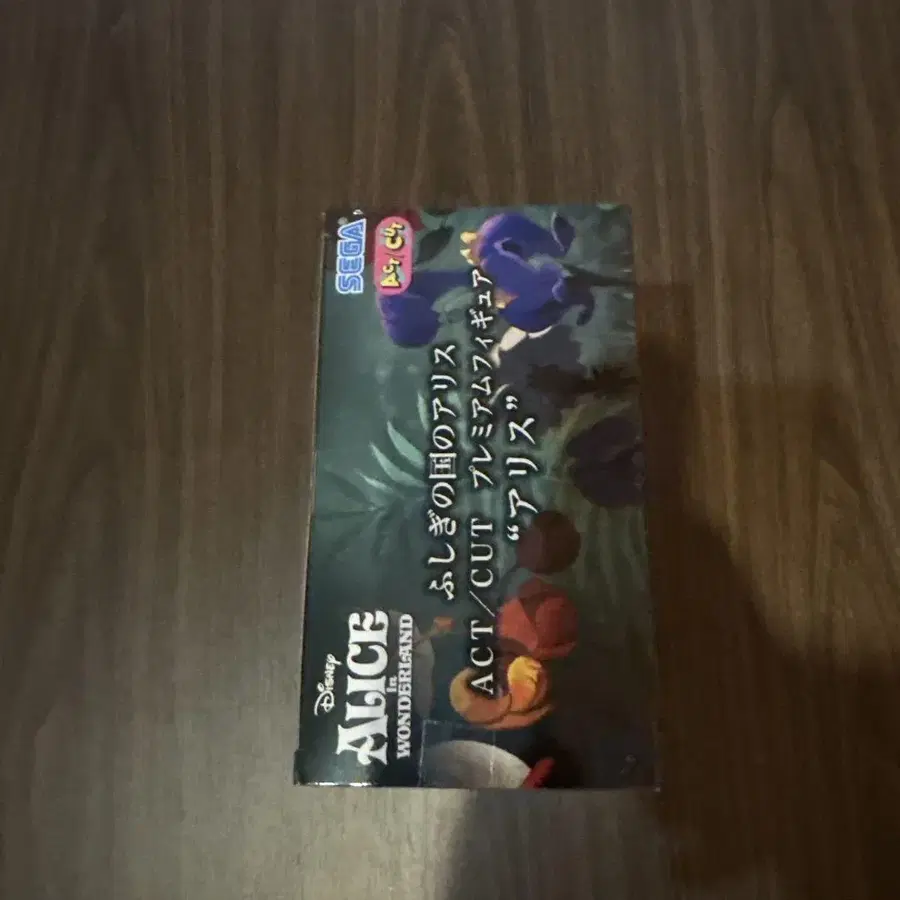 Disney
ALICE
in
WONDERLAND
SEGA
ACT/CUT
ふしぎの国のアリス
ACT/CUT プレミアムフィギュア
“アリス”